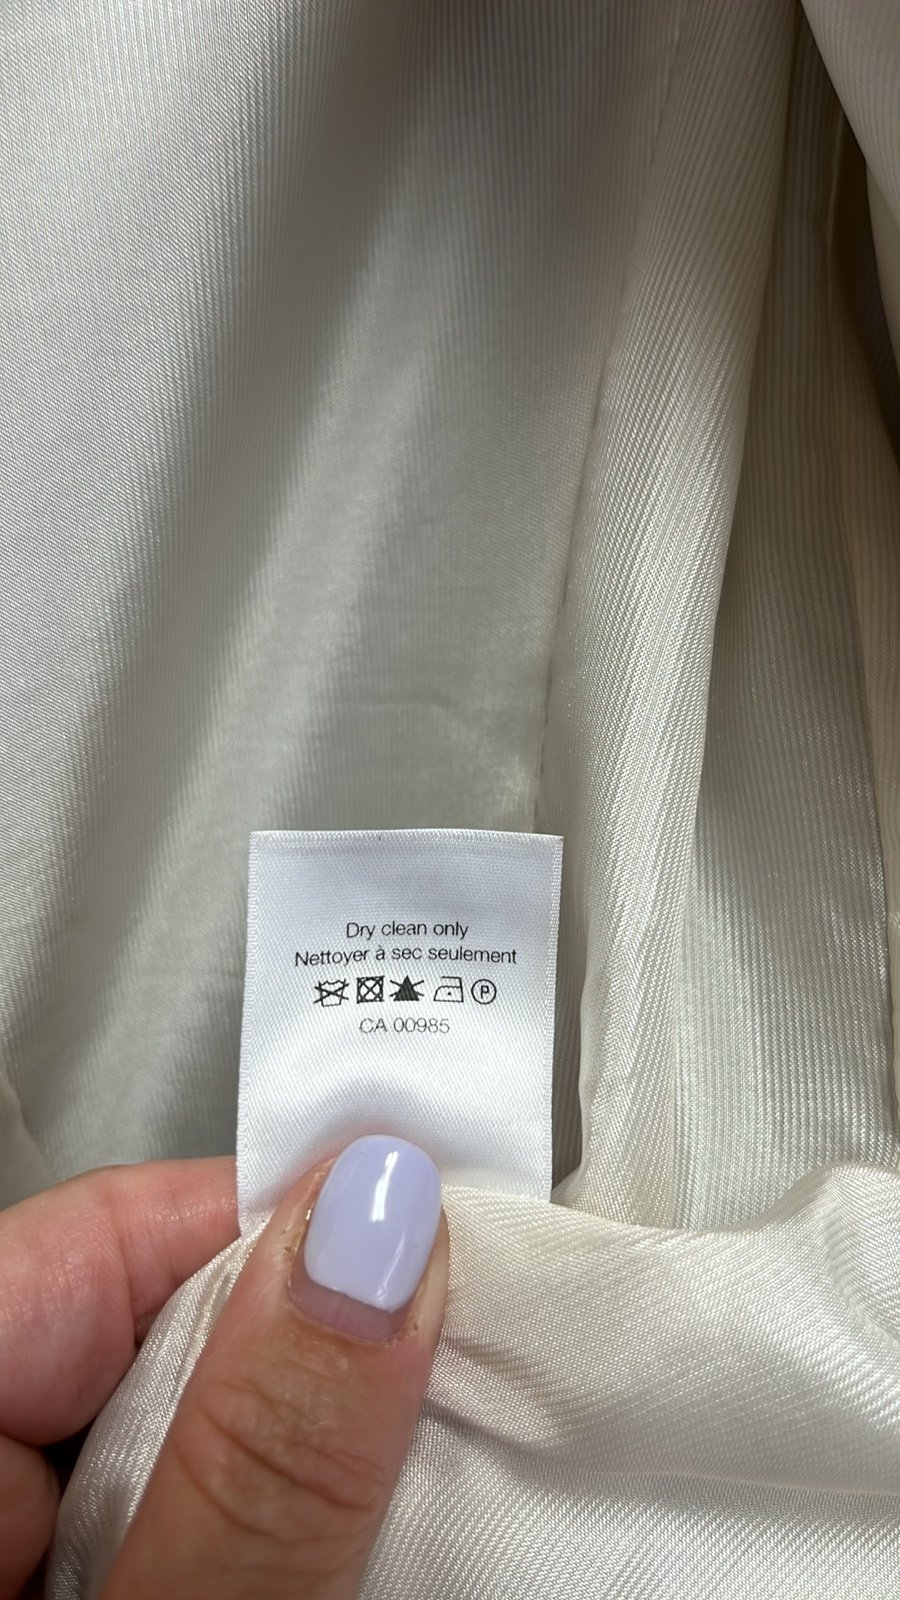 Dry clean only
Nettoyer à sec seulement
P
CA 00985